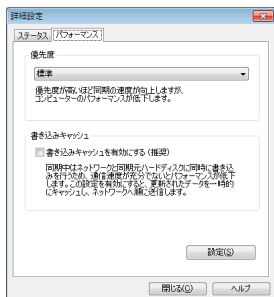 詳細設定
ステータス パフォーマンス
優先度
標準
優先度が高いほど同期の速度が向上しますが、
コンピューターのパフォーマンスが低下します。
書き込みキャッシュ
書き込みキャッシュを有効にする (推奨)
同期中はネットワークと同期元ハードディスクに同時に書き込
みを行うため、通信速度が充分でないとパフォーマンスが低下
します。この設定を有効にすると、更新されたデータを一時的
にキャッシュし、ネットワークへ順に送信します。
設定(S)
閉じる(C) ヘルプ